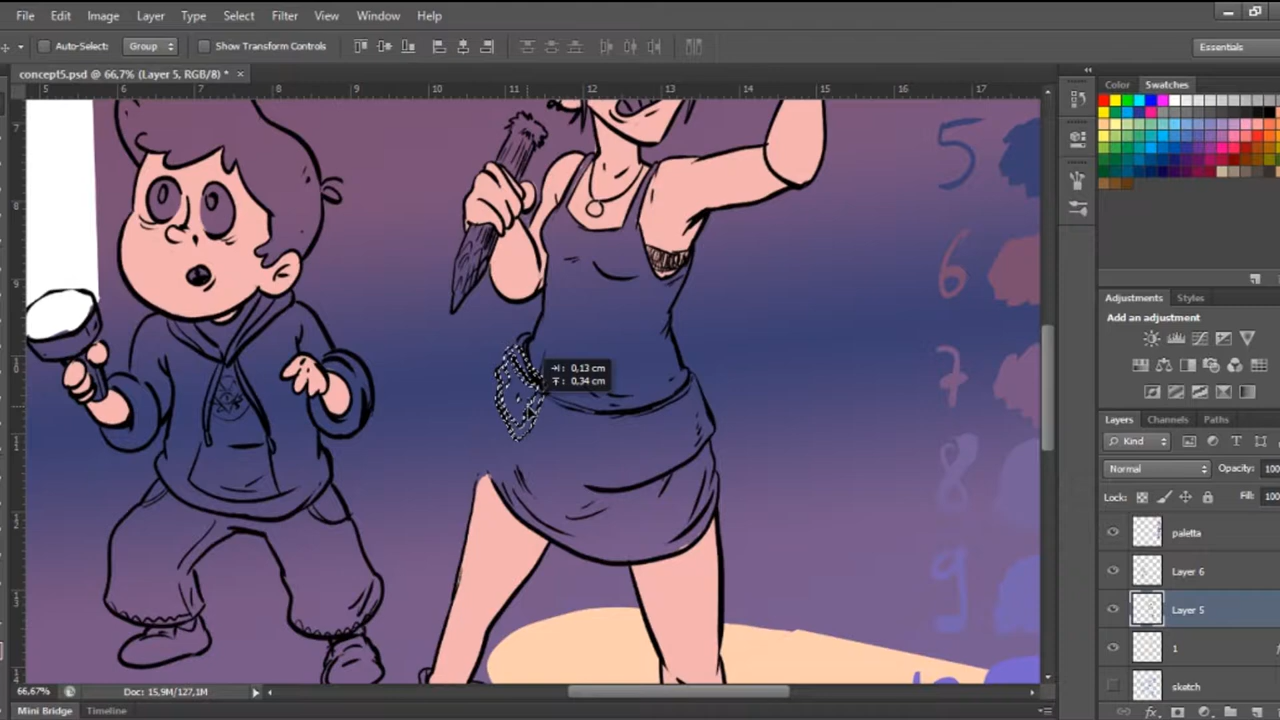 File Edit Image Layer Type Select Filter View Window Help
Auto-Select: Group Show Transform Controls Essentials
concept5.psd @ 66,7% (Layer 5, RGB/8) * ×
5 6 7 8 9 10 11 12 13 14 15 16 17
Color Swatches
5
6
7
8
9
→: 0,13 cm
: 0,34 cm
Adjustments Styles
Add an adjustment
Layers Channels Paths
Kind
Normal Opacity: 100
Lock: Fill: 100
paletta
Layer 6
Layer 5
1
sketch
66,67% Doc: 15,9M/127,1M
Mini Bridge Timeline